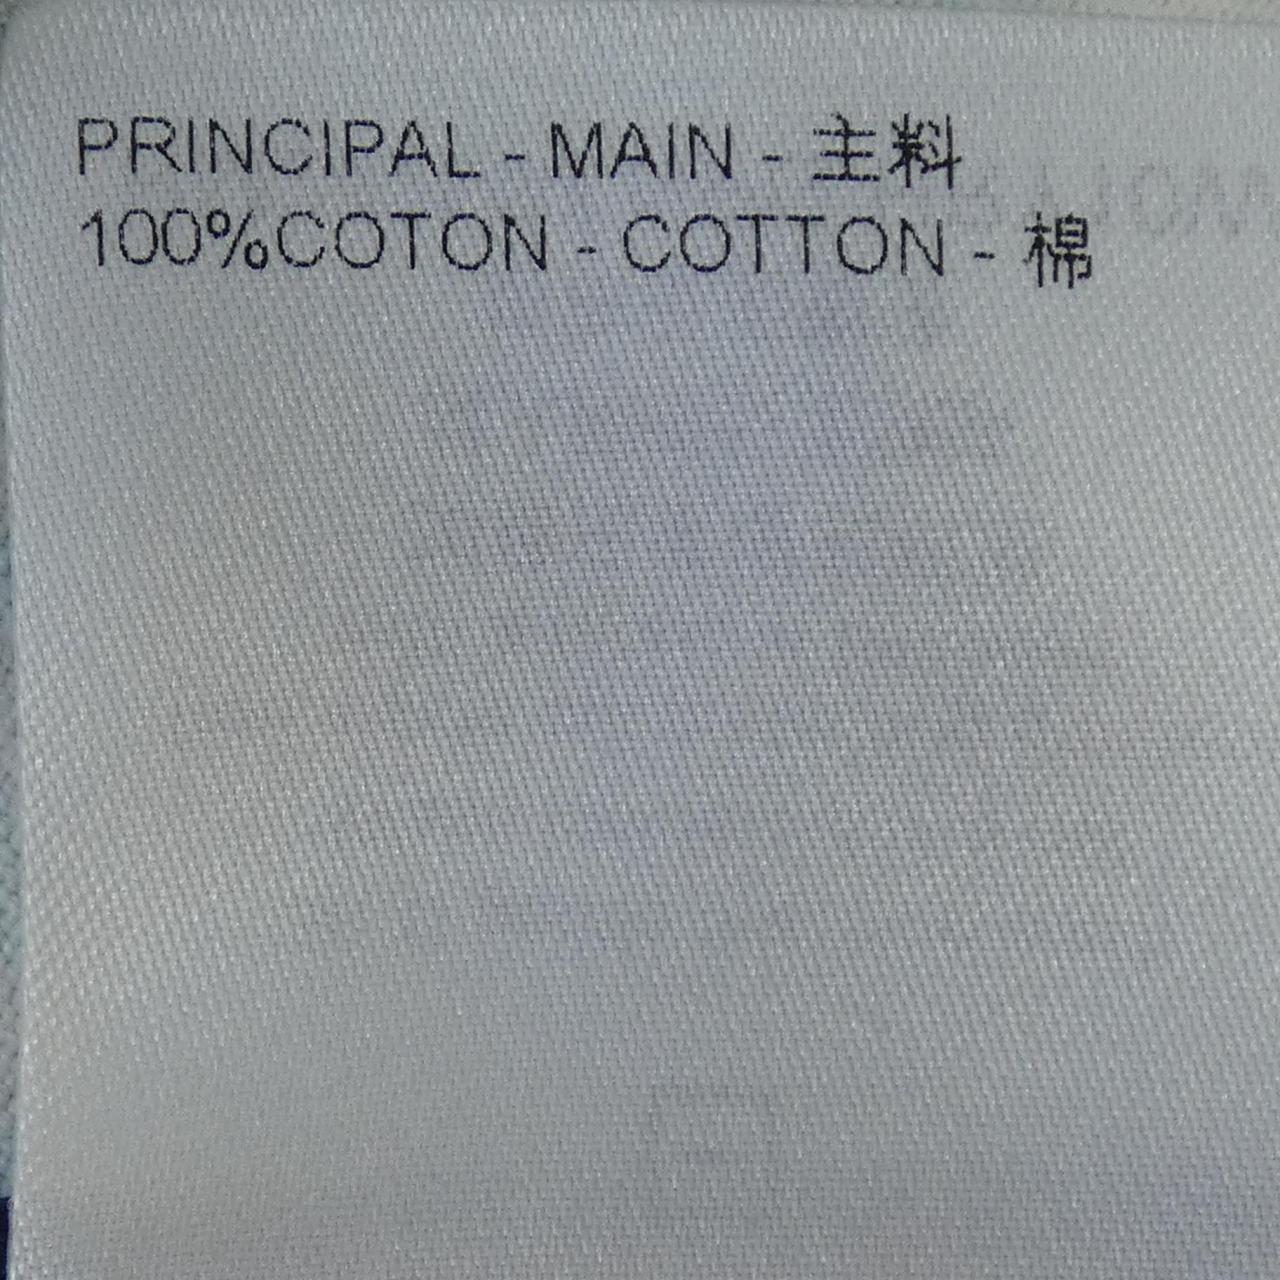 PRINCIPAL - MAIN - 主料
100%COTON - COTTON - 棉